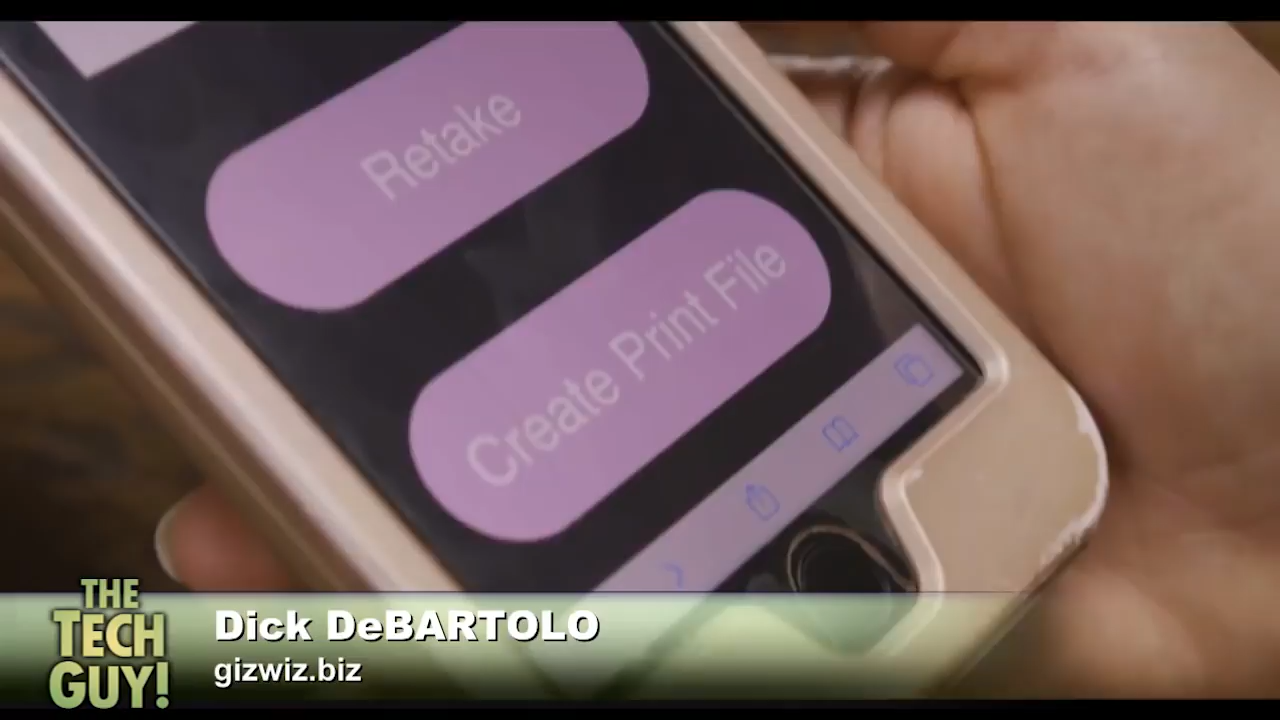 Retake
Create Print File
THE
TECH
GUY!
Dick DeBARTOLO
gizwiz.biz